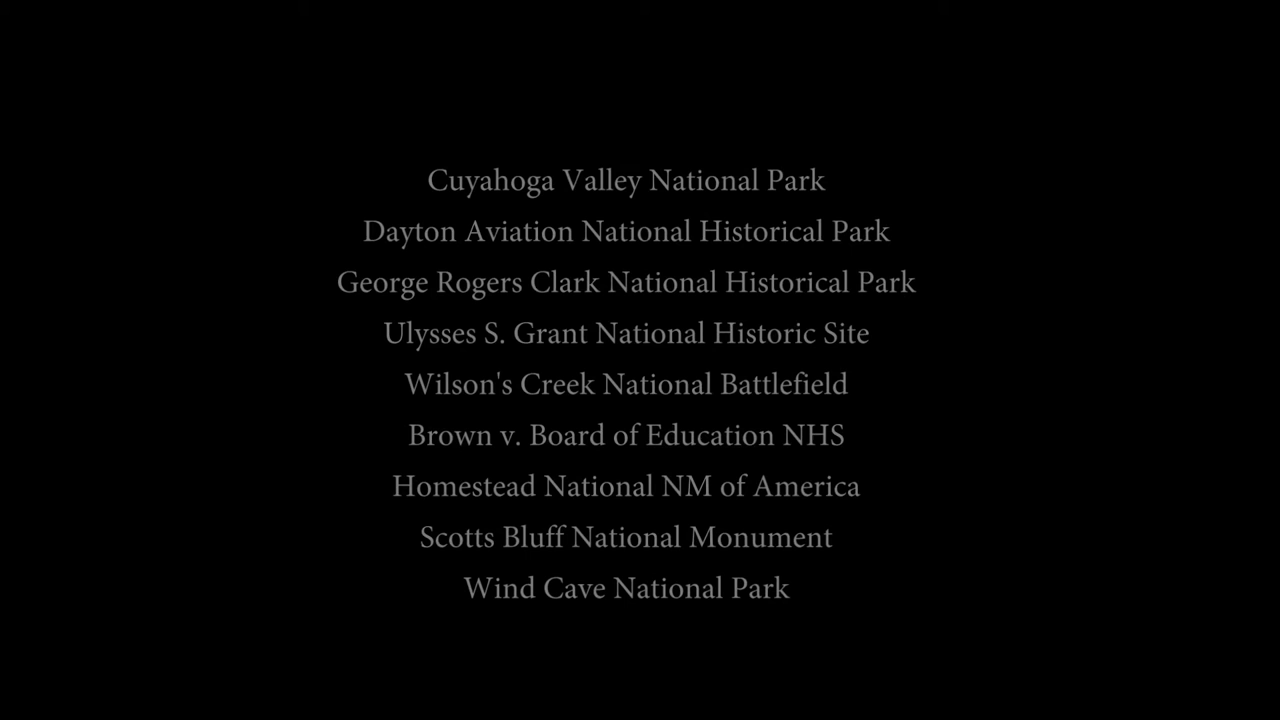 Cuyahoga Valley National Park
Dayton Aviation National Historical Park
George Rogers Clark National Historical Park
Ulysses S. Grant National Historic Site
Wilson's Creek National Battlefield
Brown v. Board of Education NHS
Homestead National NM of America
Scotts Bluff National Monument
Wind Cave National Park